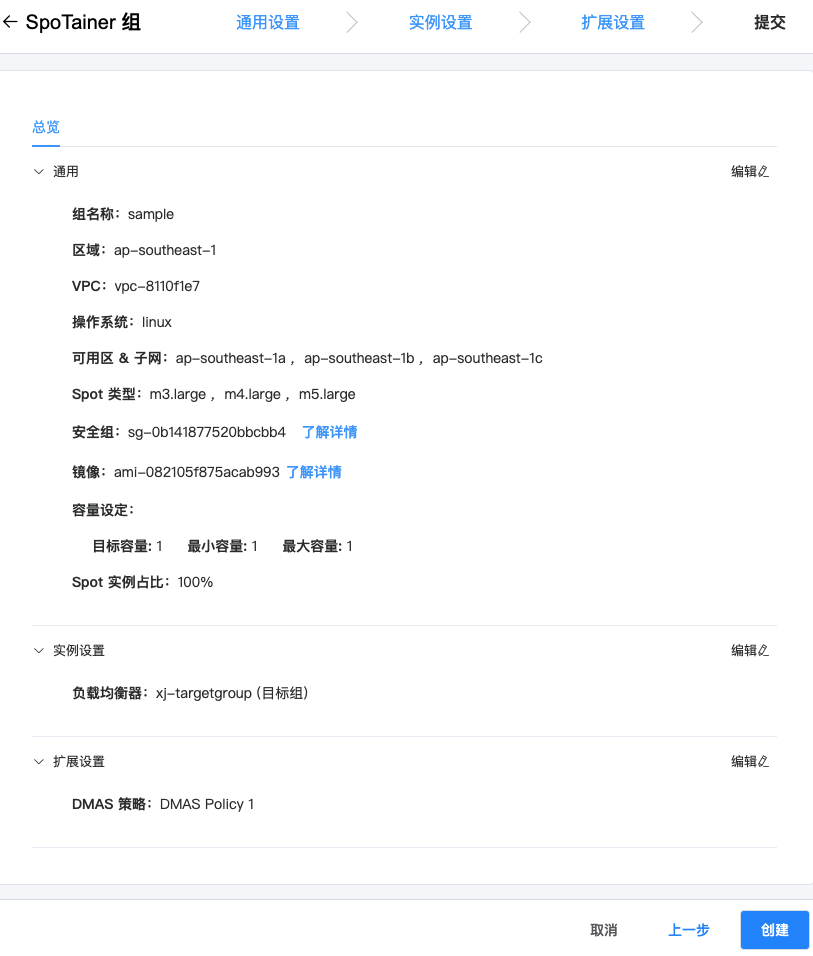 SpoTainer 组 通用设置 实例设置 扩展设置 提交
总览
通用 编辑
组名称： sample
区域： ap-southeast-1
VPC： vpc-8110f1e7
操作系统： linux
可用区 & 子网： ap-southeast-1a ， ap-southeast-1b ， ap-southeast-1c
Spot 类型： m3.large ， m4.large ， m5.large
安全组： sg-0b141877520bbcbb4 了解详情
镜像： ami-082105f875acab993 了解详情
容量设定：
目标容量: 1 最小容量: 1 最大容量: 1
Spot 实例占比： 100%
实例设置 编辑
负载均衡器： xj-targetgroup (目标组)
扩展设置 编辑
DMAS 策略： DMAS Policy 1
取消 上一步 创建